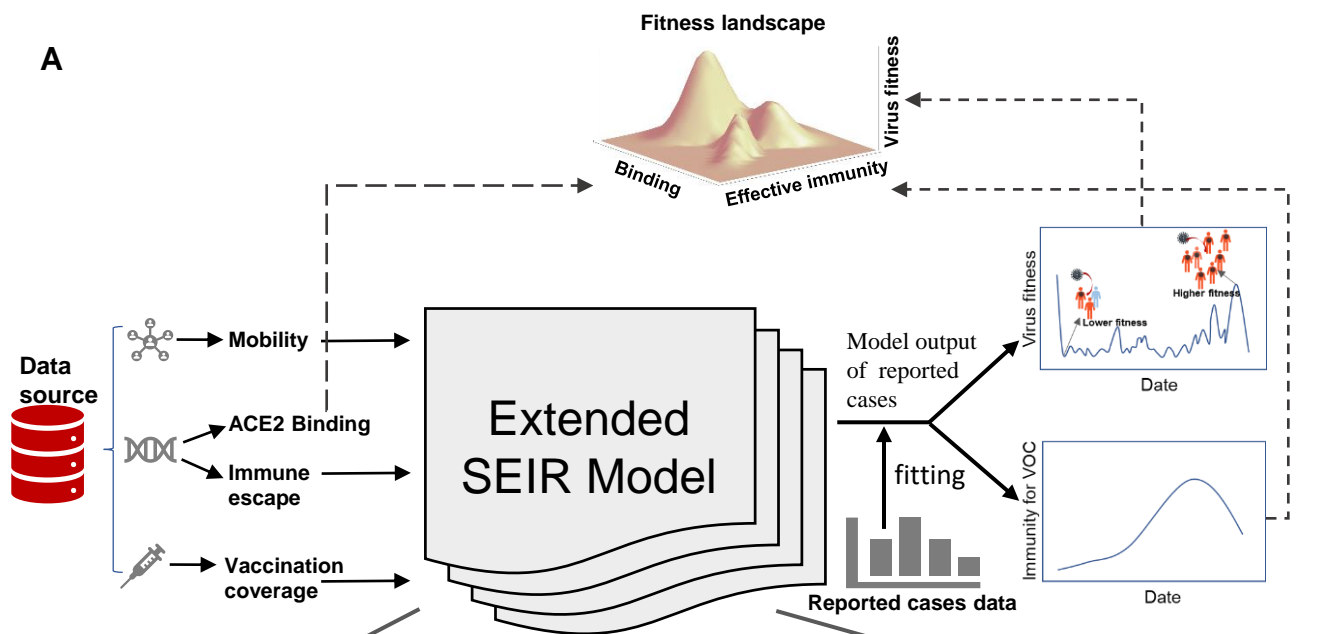 A
Fitness landscape
Virus fitness
Binding
Effective immunity
Data
source
Mobility
ACE2 Binding
Immune
escape
Vaccination
coverage
Extended
SEIR Model
Model output
of reported
cases
fitting
Reported cases data
Virus fitness
Lower fitness
Higher fitness
Date
Immunity for VOC
Date